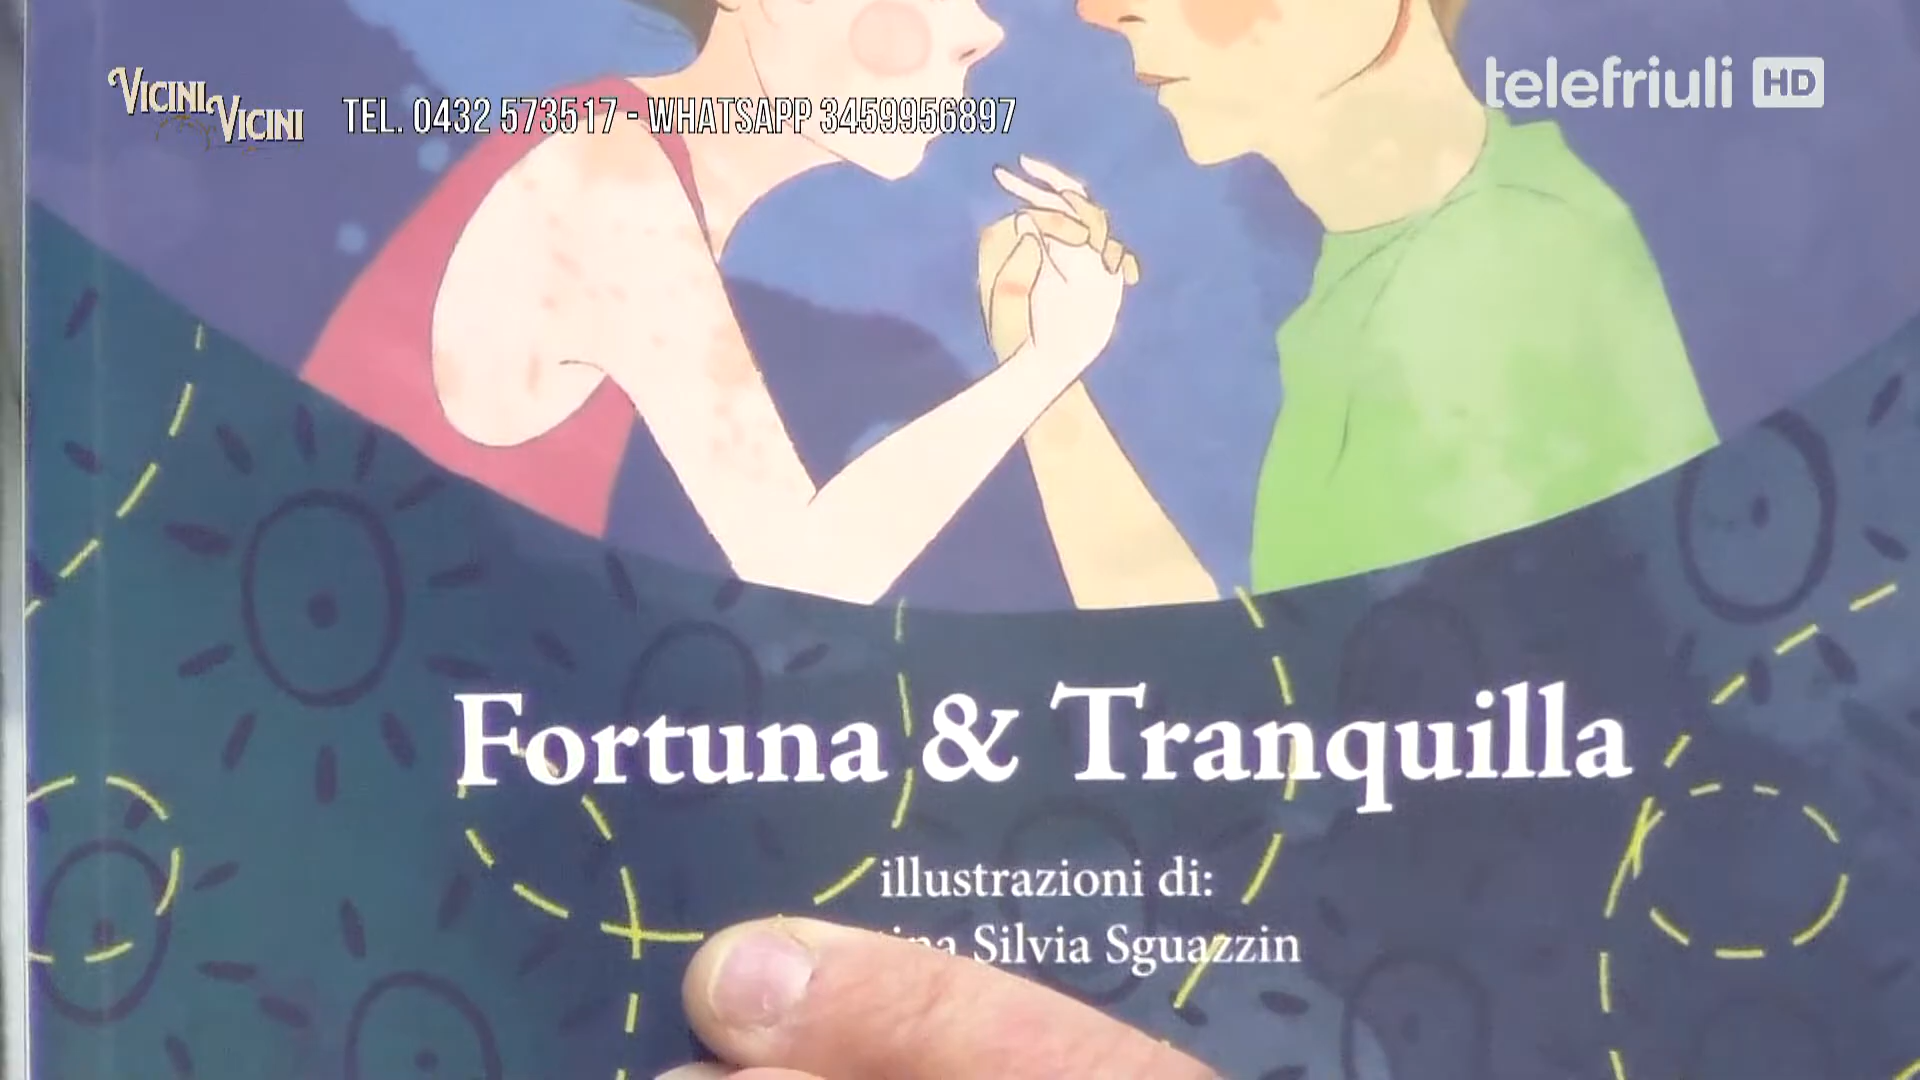 VICINI VICINI
TEL. 0432 573517 - WHATSAPP 3459956897
telefriuli HD
Fortuna & Tranquilla
illustrazioni di:
Silvia Sguazzin